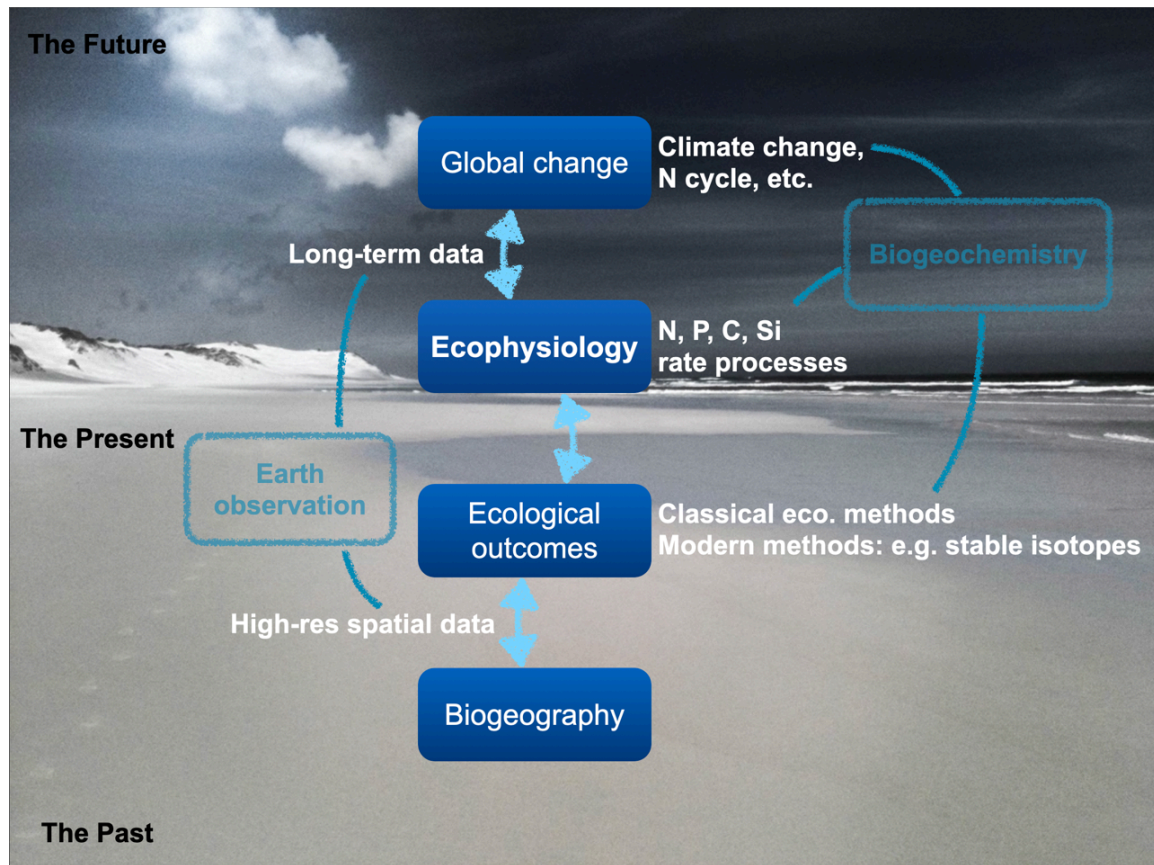 The Future
Global change
Climate change,
N cycle, etc.
Long-term data
Biogeochemistry
Ecophysiology
N, P, C, Si
rate processes
The Present
Earth
observation
Ecological
outcomes
Classical eco. methods
Modern methods: e.g. stable isotopes
High-res spatial data
Biogeography
The Past